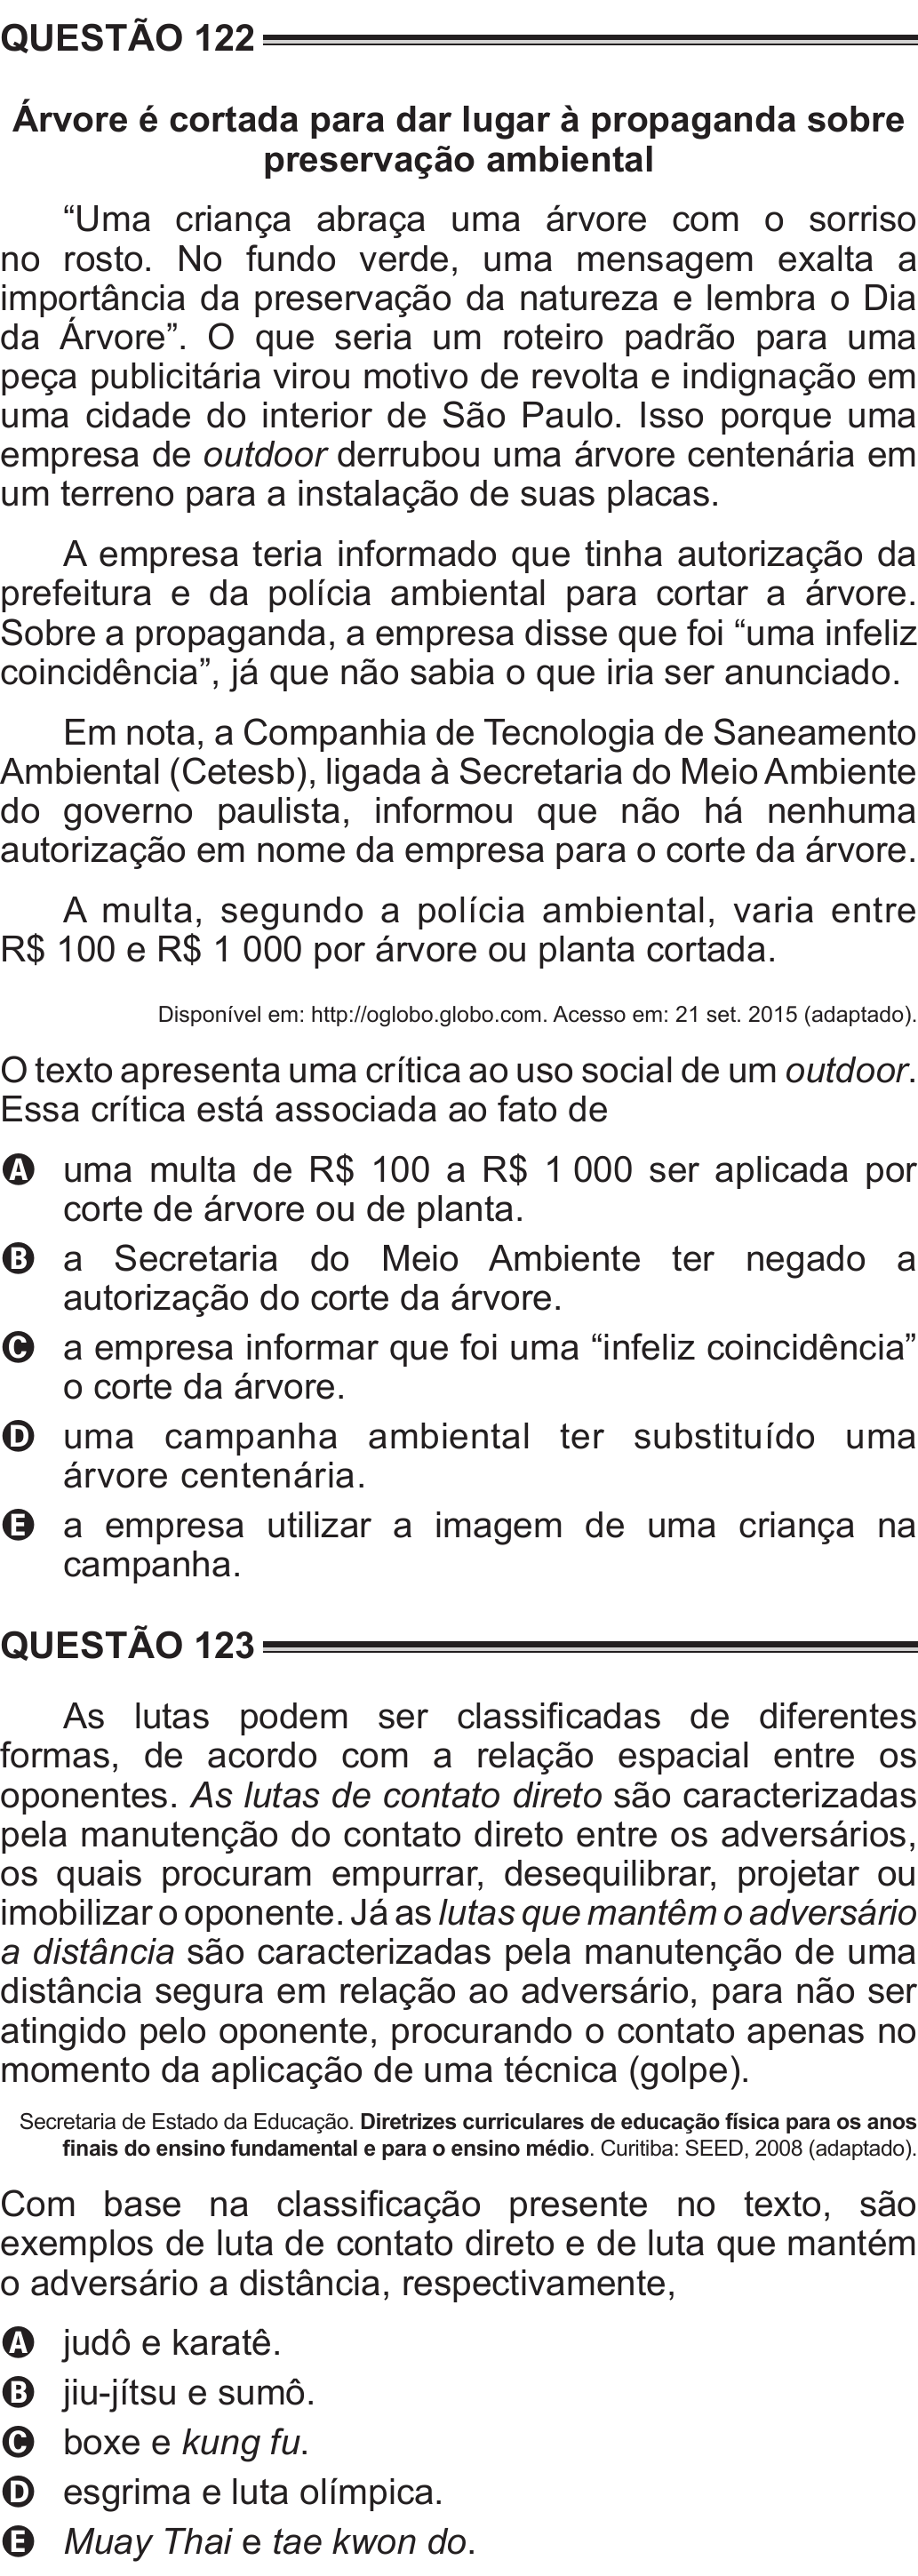 QUESTÃO 122
Árvore é cortada para dar lugar à propaganda sobre
preservação ambiental
“Uma criança abraça uma árvore com o sorriso
no rosto. No fundo verde, uma mensagem exalta a
importância da preservação da natureza e lembra o Dia
da Árvore”. O que seria um roteiro padrão para uma
peça publicitária virou motivo de revolta e indignação em
uma cidade do interior de São Paulo. Isso porque uma
empresa de outdoor derrubou uma árvore centenária em
um terreno para a instalação de suas placas.
A empresa teria informado que tinha autorização da
prefeitura e da polícia ambiental para cortar a árvore.
Sobre a propaganda, a empresa disse que foi “uma infeliz
coincidência”, já que não sabia o que iria ser anunciado.
Em nota, a Companhia de Tecnologia de Saneamento
Ambiental (Cetesb), ligada à Secretaria do Meio Ambiente
do governo paulista, informou que não há nenhuma
autorização em nome da empresa para o corte da árvore.
A multa, segundo a polícia ambiental, varia entre
R$ 100 e R$ 1 000 por árvore ou planta cortada.
Disponível em: http://oglobo.globo.com. Acesso em: 21 set. 2015 (adaptado).
O texto apresenta uma crítica ao uso social de um outdoor.
Essa crítica está associada ao fato de
A uma multa de R$ 100 a R$ 1 000 ser aplicada por
corte de árvore ou de planta.
B a Secretaria do Meio Ambiente ter negado a
autorização do corte da árvore.
C a empresa informar que foi uma “infeliz coincidência”
o corte da árvore.
D uma campanha ambiental ter substituído uma
árvore centenária.
E a empresa utilizar a imagem de uma criança na
campanha.
QUESTÃO 123
As lutas podem ser classificadas de diferentes
formas, de acordo com a relação espacial entre os
oponentes. As lutas de contato direto são caracterizadas
pela manutenção do contato direto entre os adversários,
os quais procuram empurrar, desequilibrar, projetar ou
imobilizar o oponente. Já as lutas que mantêm o adversário
a distância são caracterizadas pela manutenção de uma
distância segura em relação ao adversário, para não ser
atingido pelo oponente, procurando o contato apenas no
momento da aplicação de uma técnica (golpe).
Secretaria de Estado da Educação. Diretrizes curriculares de educação física para os anos
finais do ensino fundamental e para o ensino médio. Curitiba: SEED, 2008 (adaptado).
Com base na classificação presente no texto, são
exemplos de luta de contato direto e de luta que mantém
o adversário a distância, respectivamente,
A judô e karatê.
B jiu-jítsu e sumô.
C boxe e kung fu.
D esgrima e luta olímpica.
E Muay Thai e tae kwon do.